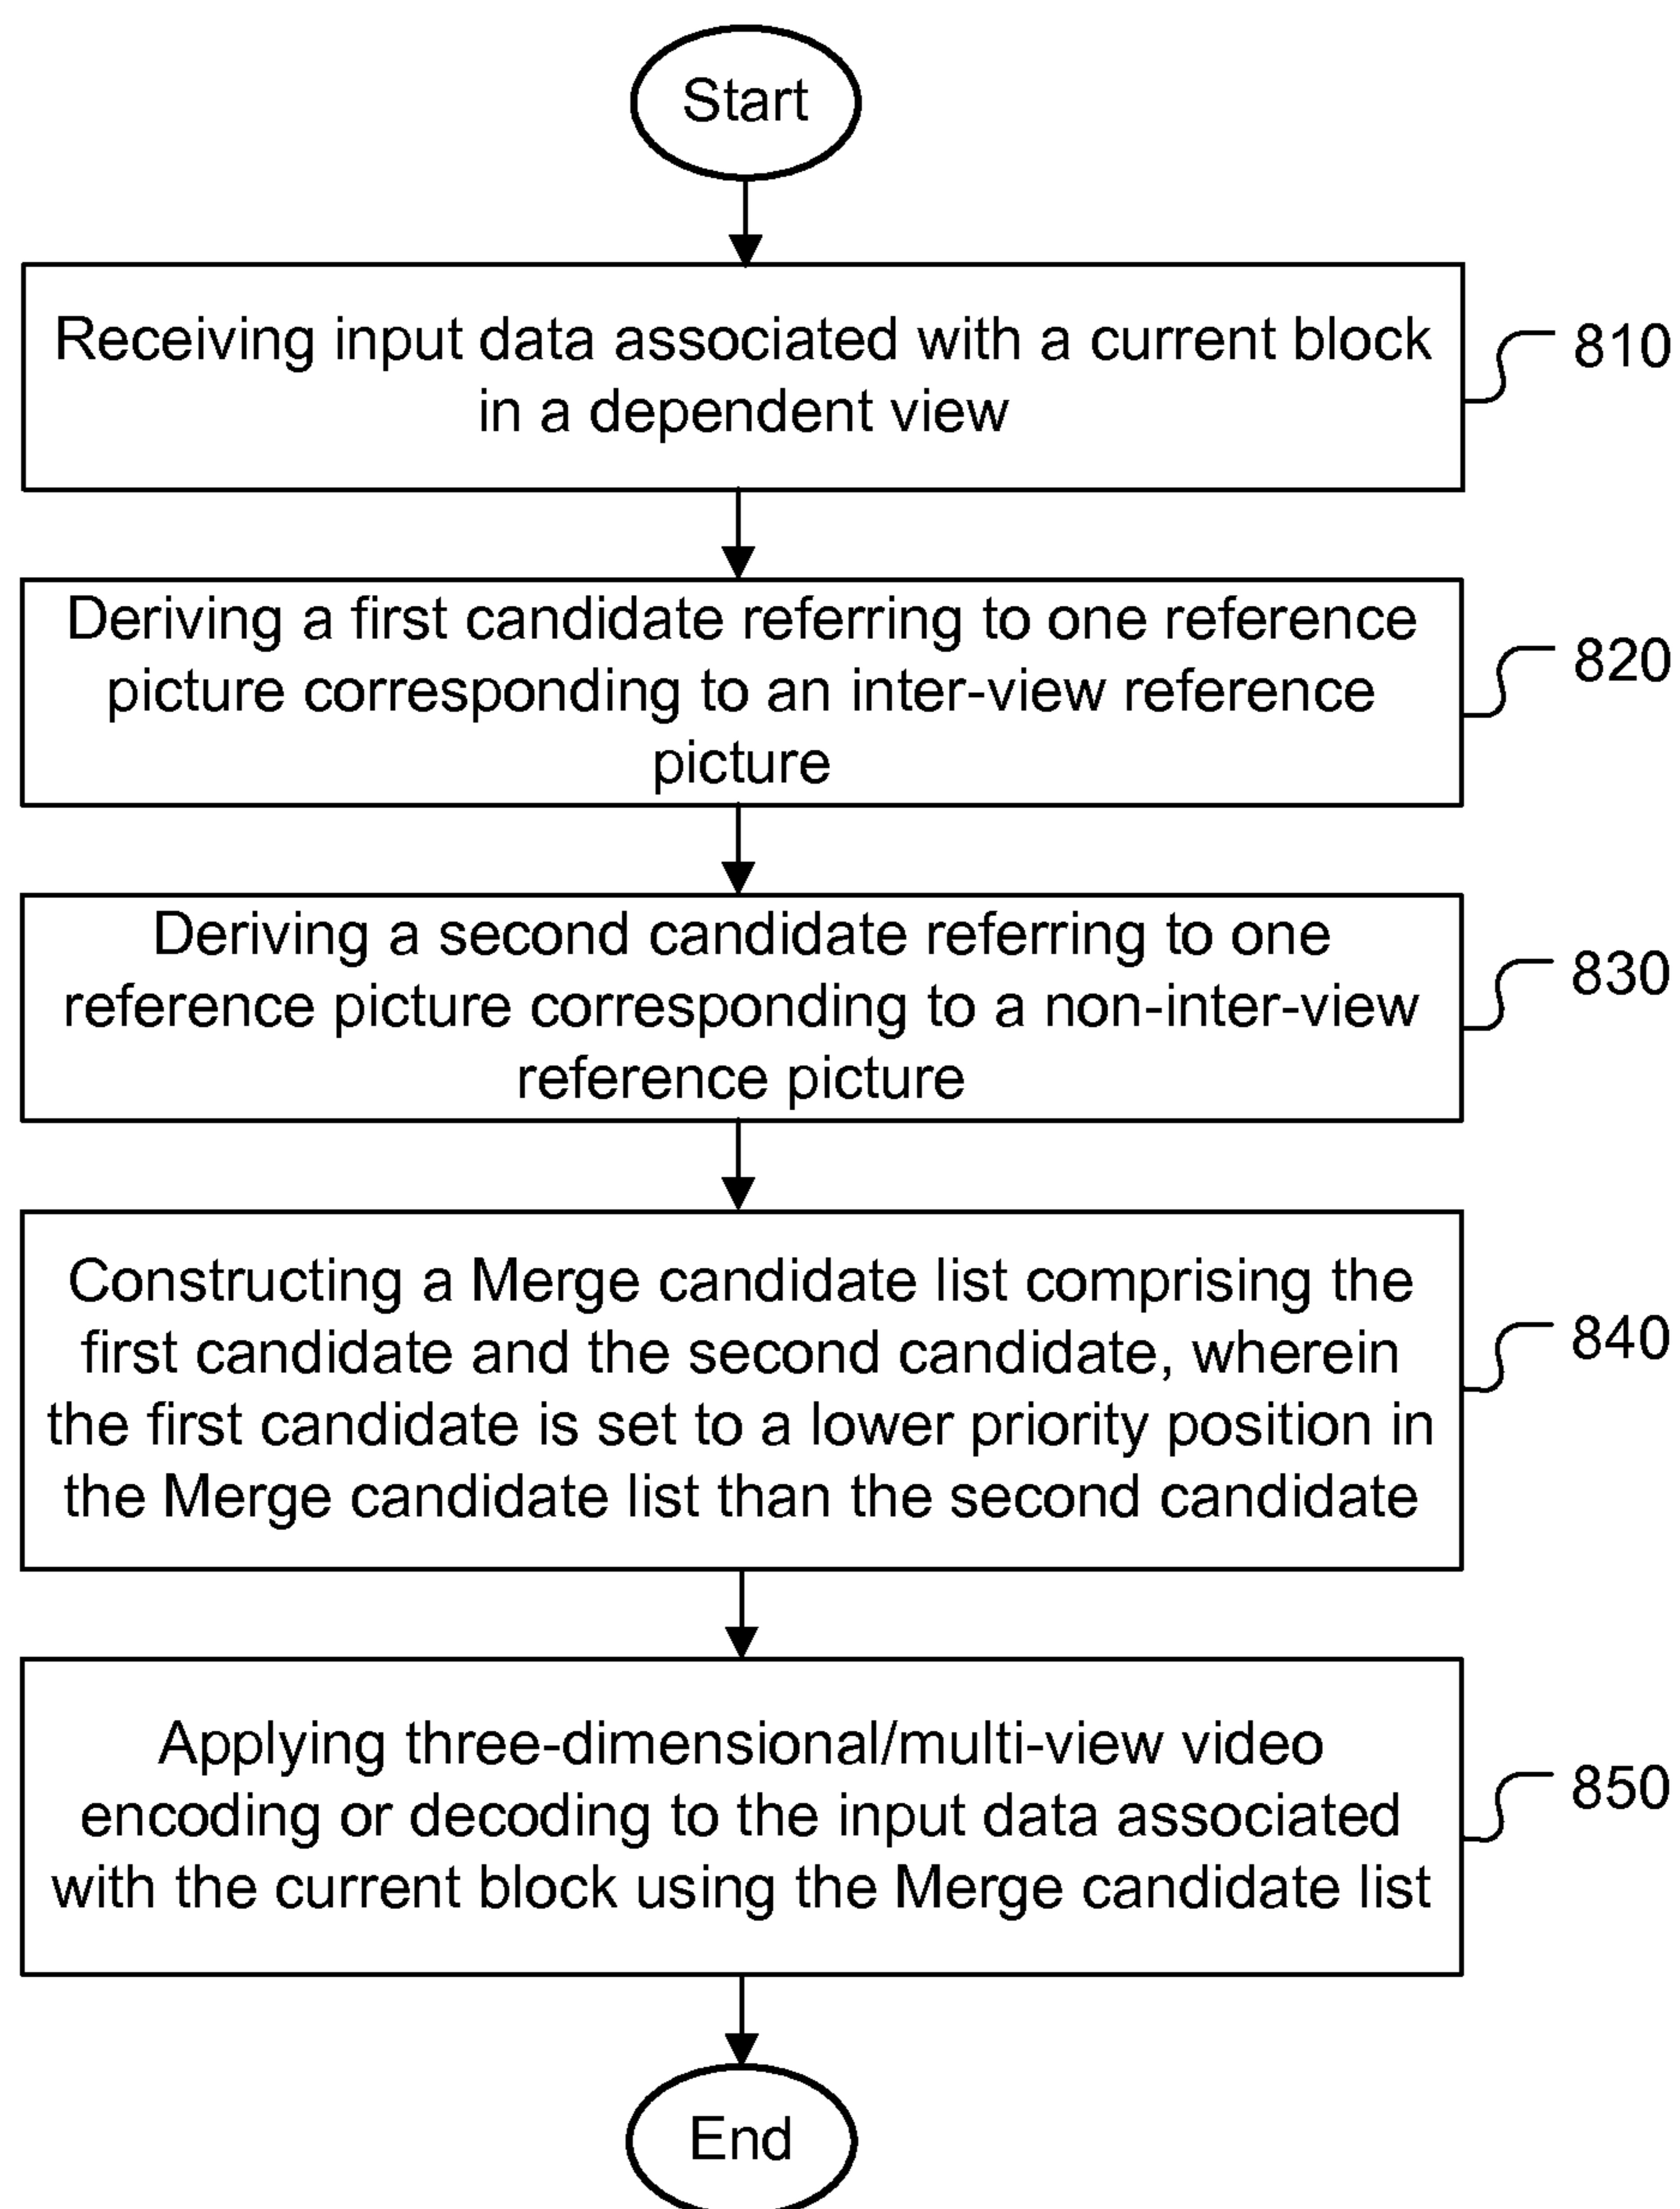 Start
Receiving input data associated with a current block
in a dependent view
810
Deriving a first candidate referring to one reference
picture corresponding to an inter-view reference
picture
820
Deriving a second candidate referring to one
reference picture corresponding to a non-inter-view
reference picture
830
Constructing a Merge candidate list comprising the
first candidate and the second candidate, wherein
the first candidate is set to a lower priority position in
the Merge candidate list than the second candidate
840
Applying three-dimensional/multi-view video
encoding or decoding to the input data associated
with the current block using the Merge candidate list
850
End